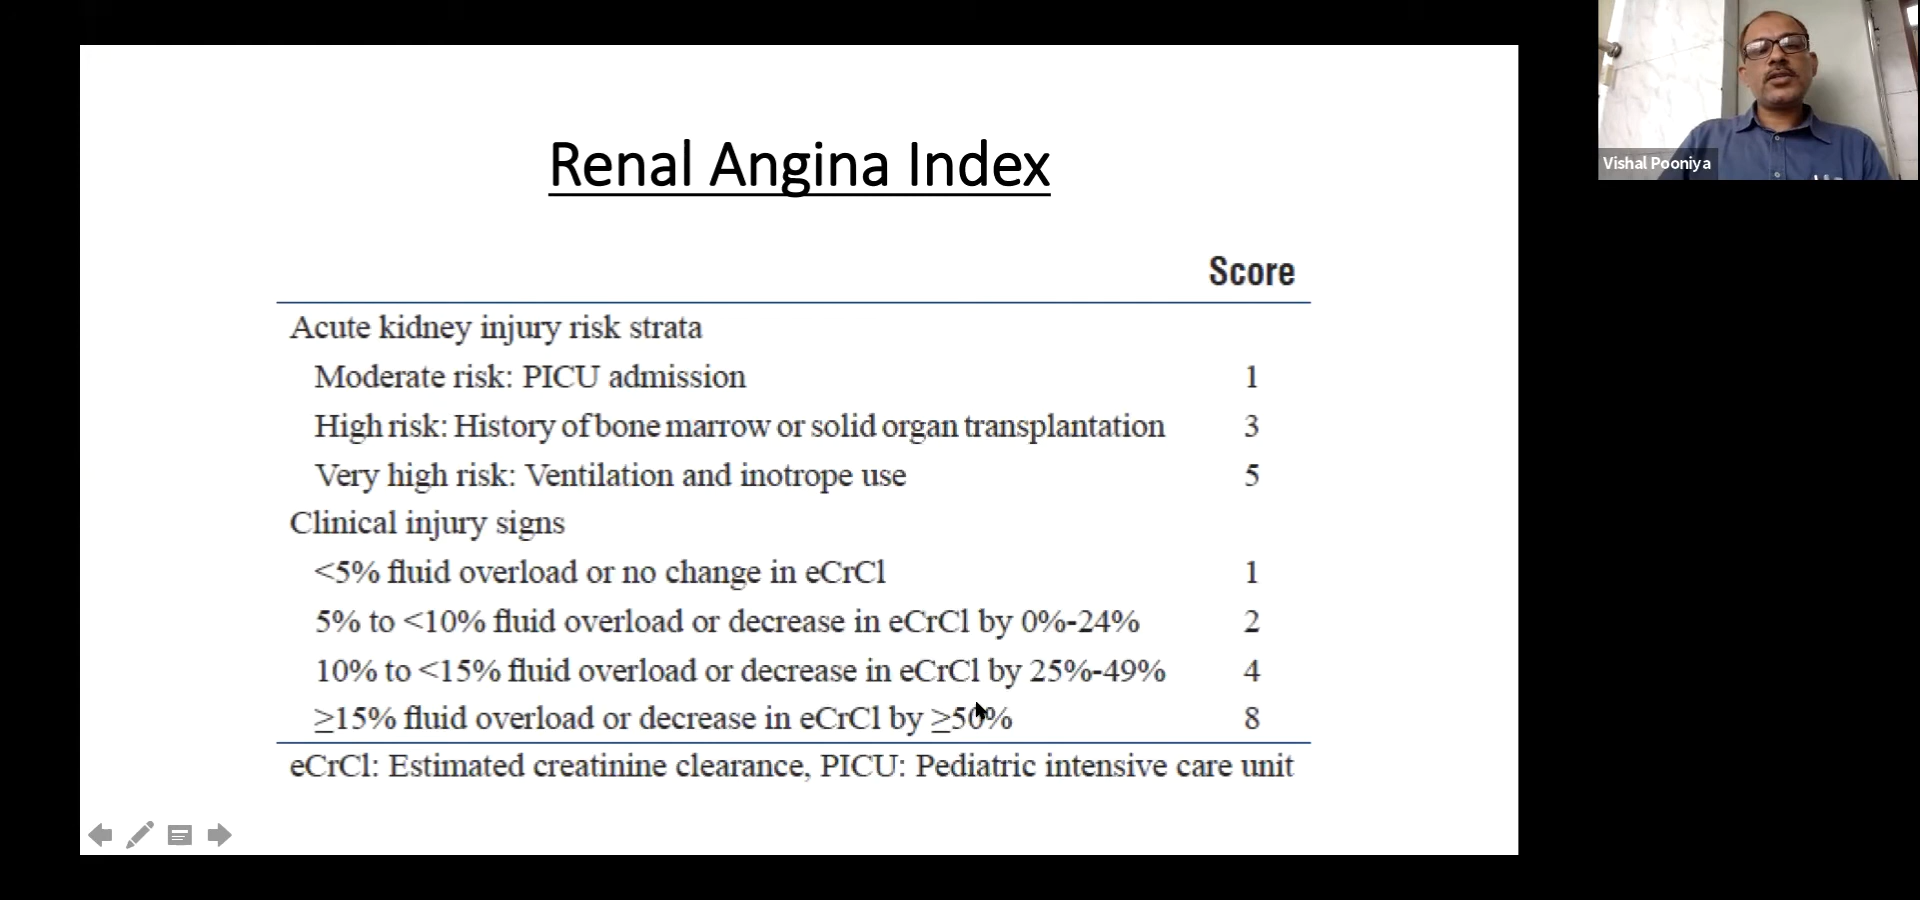 Renal Angina Index
Score
Acute kidney injury risk strata
Moderate risk: PICU admission 1
High risk: History of bone marrow or solid organ transplantation 3
Very high risk: Ventilation and inotrope use 5
Clinical injury signs
<5% fluid overload or no change in eCrCl 1
5% to <10% fluid overload or decrease in eCrCl by 0%-24% 2
10% to <15% fluid overload or decrease in eCrCl by 25%-49% 4
≥15% fluid overload or decrease in eCrCl by ≥50% 8
eCrCl: Estimated creatinine clearance, PICU: Pediatric intensive care unit
Vishal Pooniya